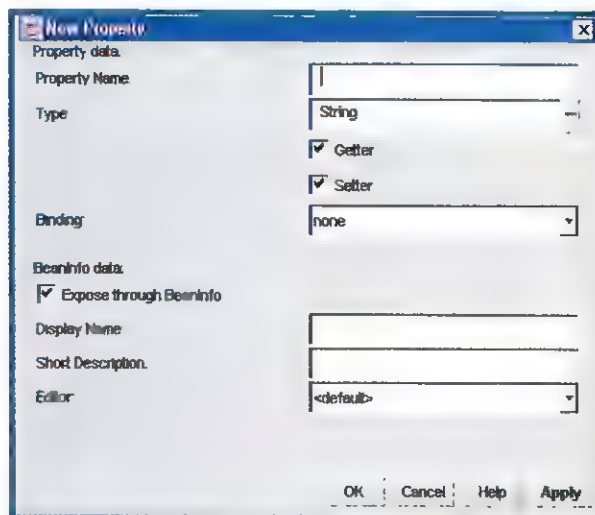 New Property
Property data
Property Name
Type String
Getter
Setter
Binding none
BeanInfo data
Expose through BeanInfo
Display Name
Short Description.
Editor <default>
OK Cancel Help Apply